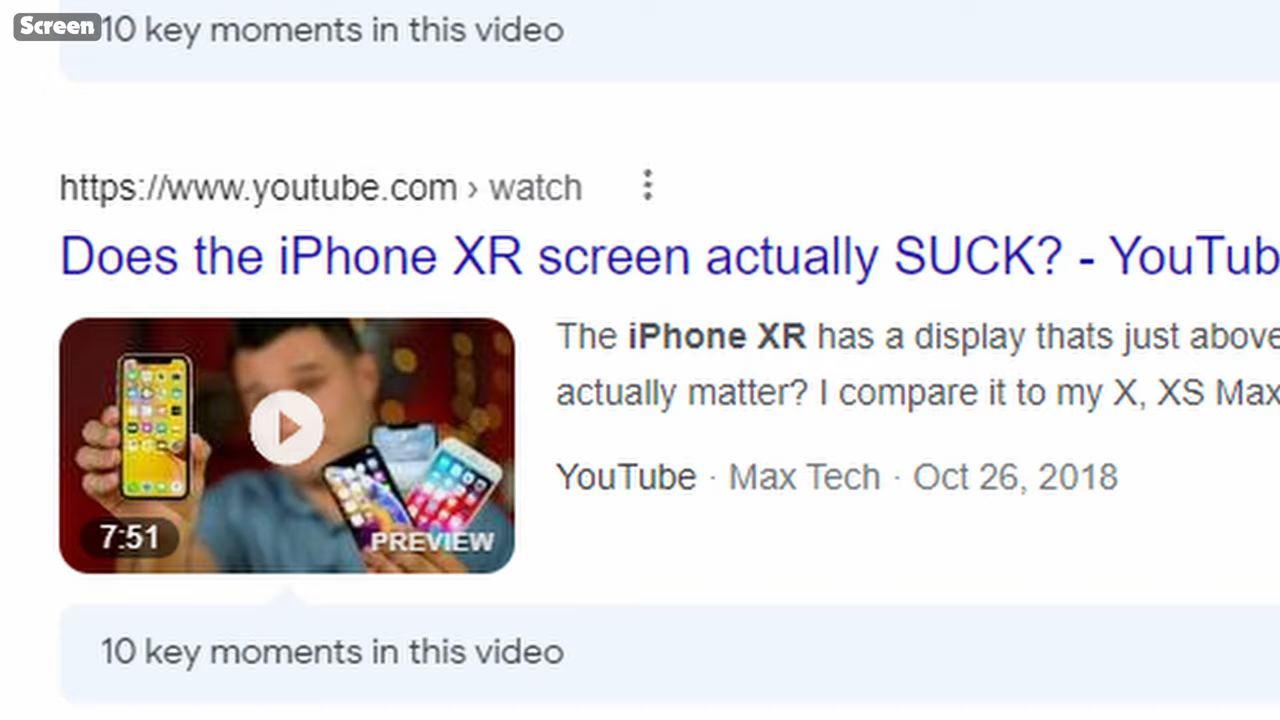 Screen
10 key moments in this video
https://www.youtube.com › watch
Does the iPhone XR screen actually SUCK? - YouTub
The iPhone XR has a display thats just above
actually matter? I compare it to my X, XS Max
YouTube · Max Tech · Oct 26, 2018
7:51
PREVIEW
10 key moments in this video